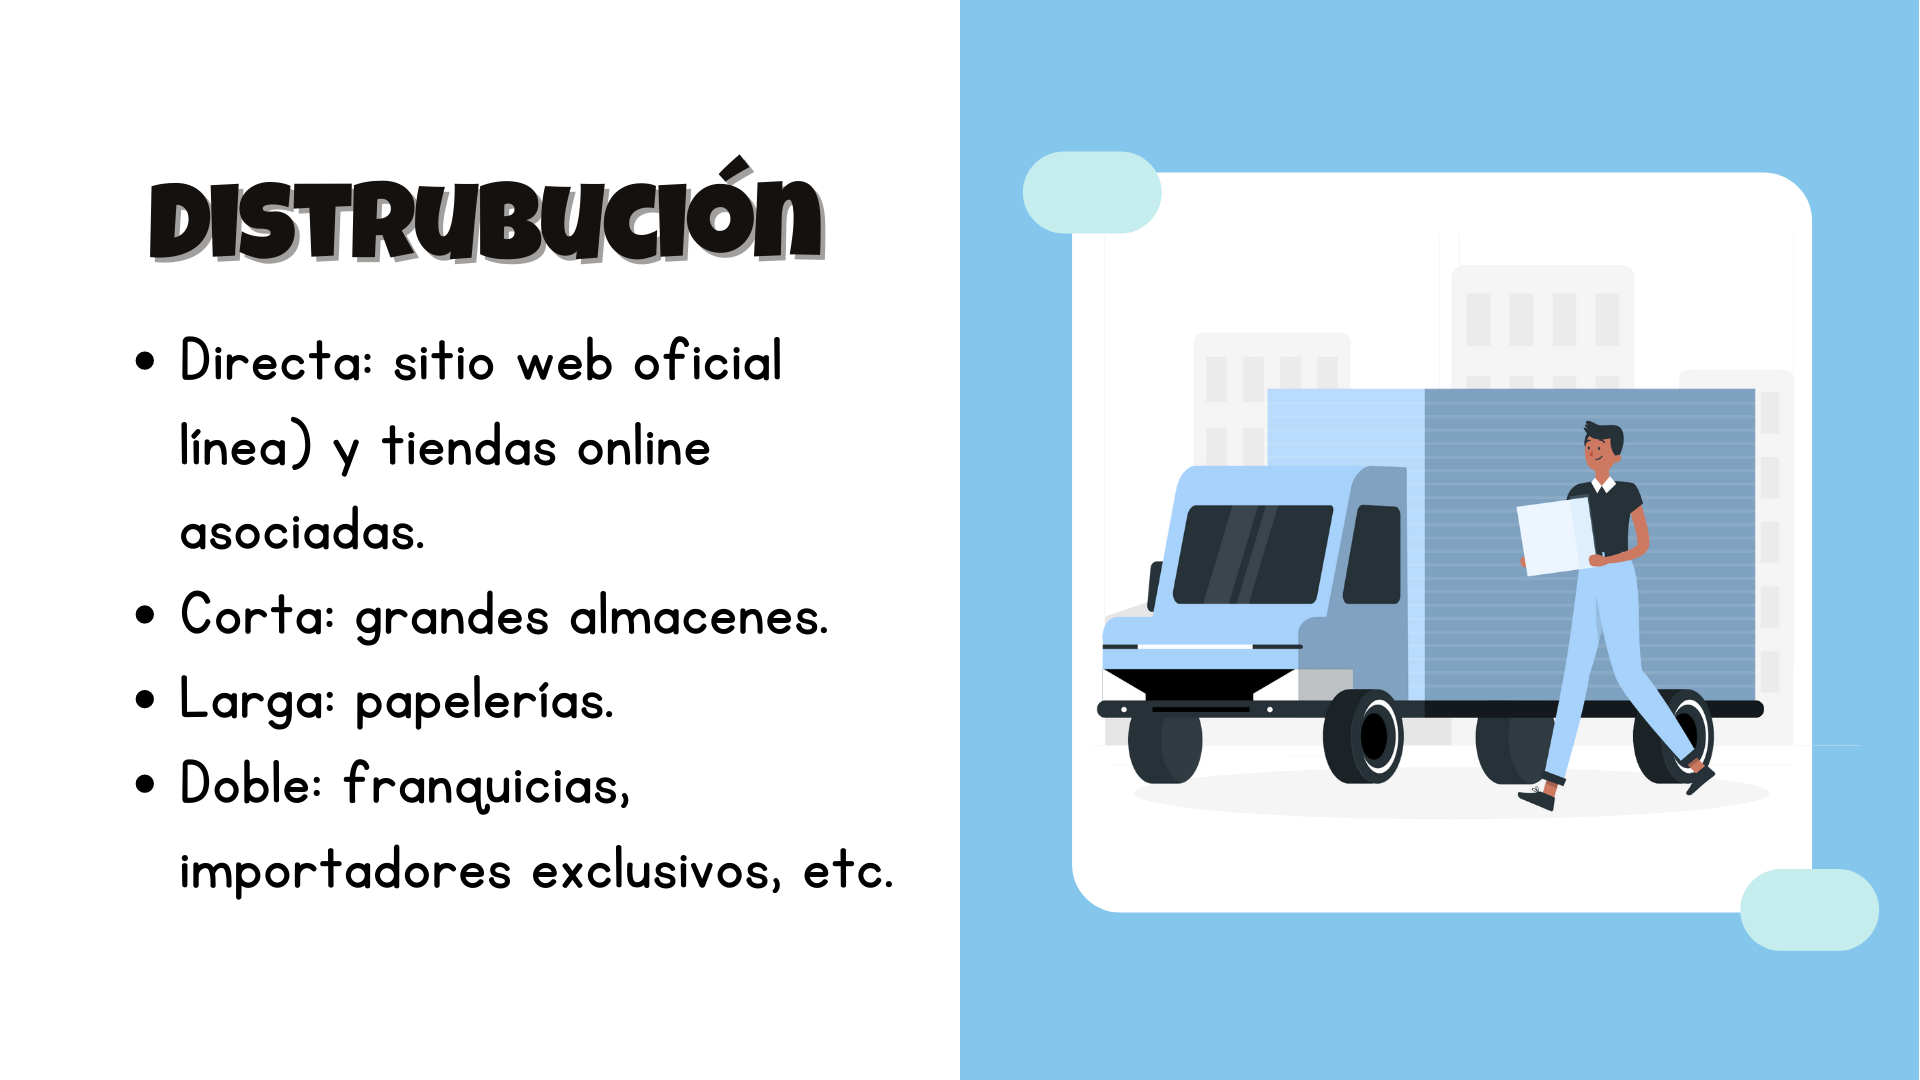 DISTRUBUCIÓN
• Directa: sitio web oficial
línea) y tiendas online
asociadas.
• Corta: grandes almacenes.
• Larga: papelerías.
• Doble: franquicias,
importadores exclusivos, etc.